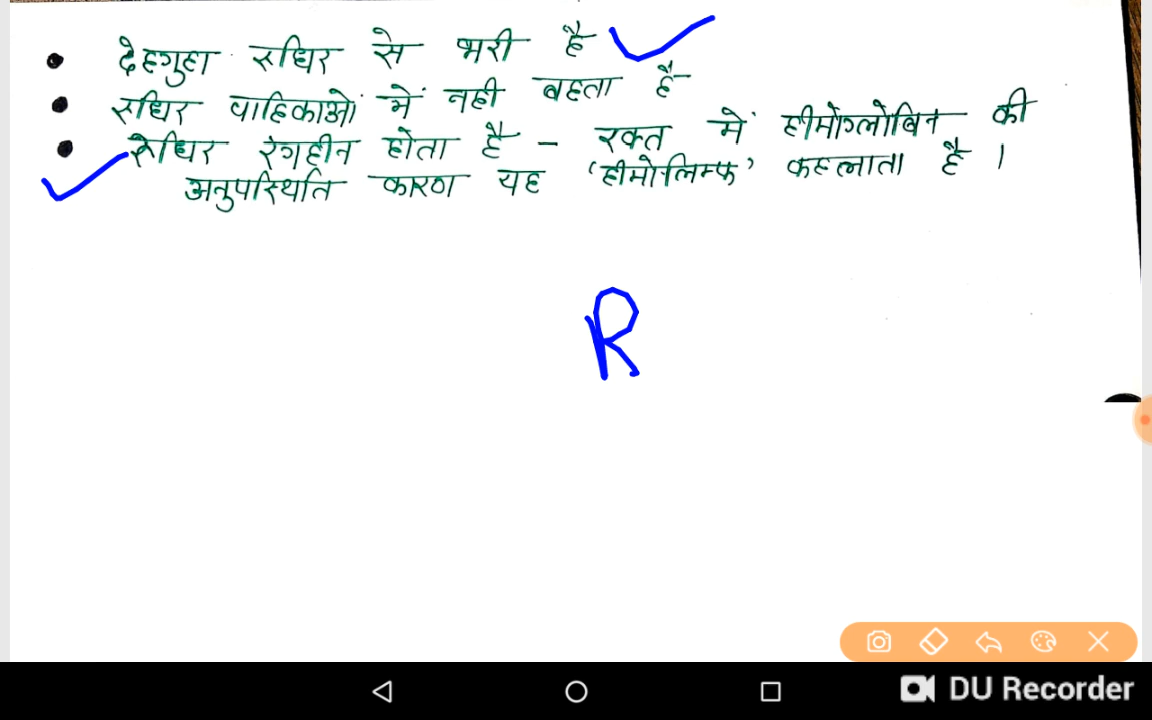 देहगुहा रुधिर से भरी है
रुधिर वाहिकाओं में नही बहता है
रुधिर रंगहीन होता है – रक्त में हीमोग्लोबिन की
अनुपस्थिति कारण यह 'हीमोलिम्फ' कहलाता है ।
R
DU Recorder